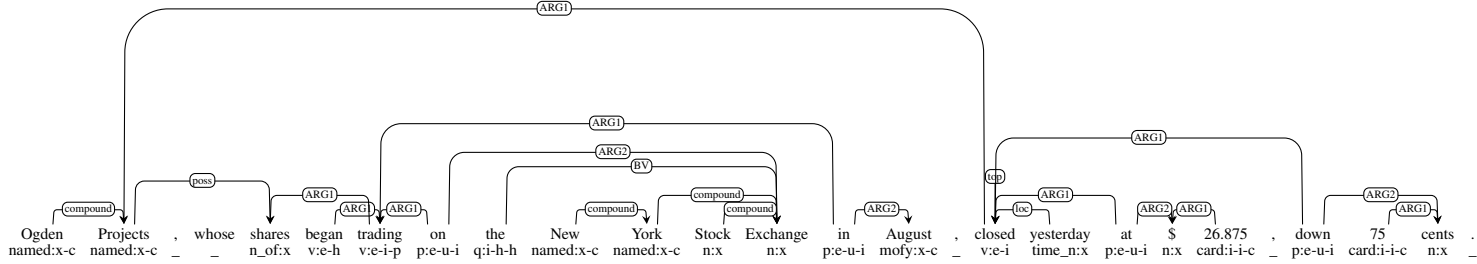 ARG1
ARG1
ARG1
ARG2
BV
top
poss ARG1 compound ARG1 ARG2
compound ARG1 ARG1 compound compound ARG2 loc ARG2 ARG1 ARG1
Ogden Projects , whose shares began trading on the New York Stock Exchange in August , closed yesterday at $ 26.875 , down 75 cents .
named:x-c named:x-c _ _ n_of:x v:e-h v:e-i-p p:e-u-i q:i-h-h named:x-c named:x-c n:x n:x p:e-u-i mofy:x-c _ v:e-i time_n:x p:e-u-i n:x card:i-i-c _ p:e-u-i card:i-i-c n:x _